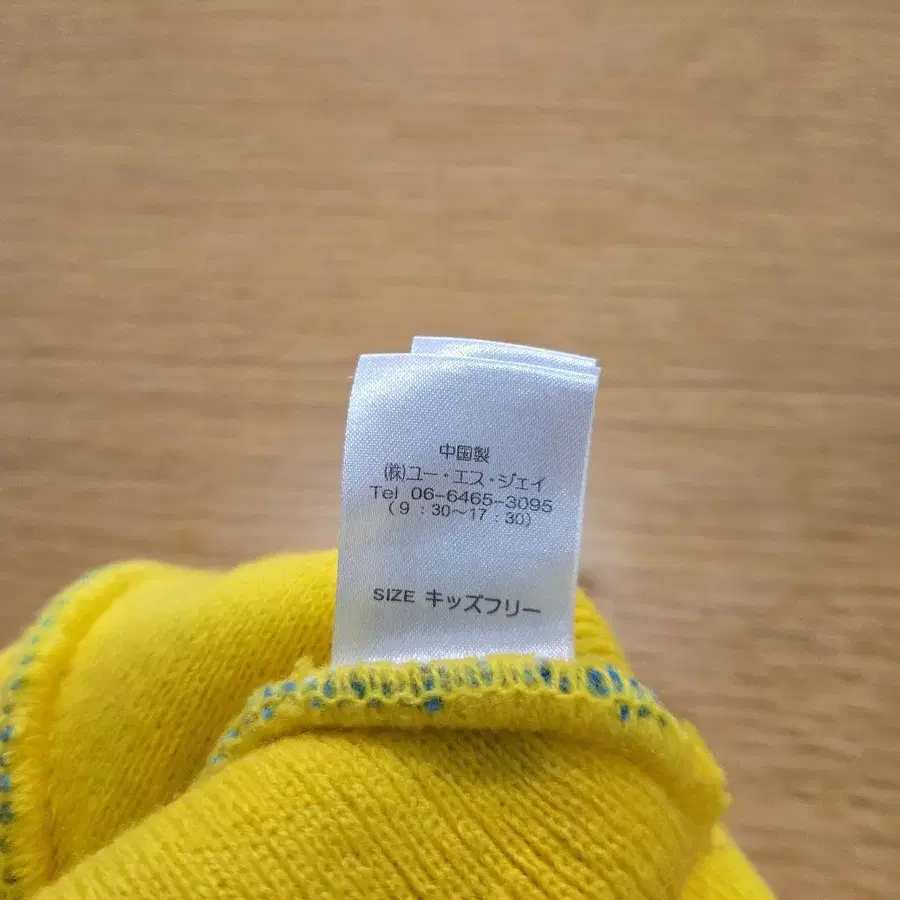 中国製
(株)ユー・エス・ジェイ
Tel 06-6465-3095
(9:30～17:30)
SIZE キッズフリー